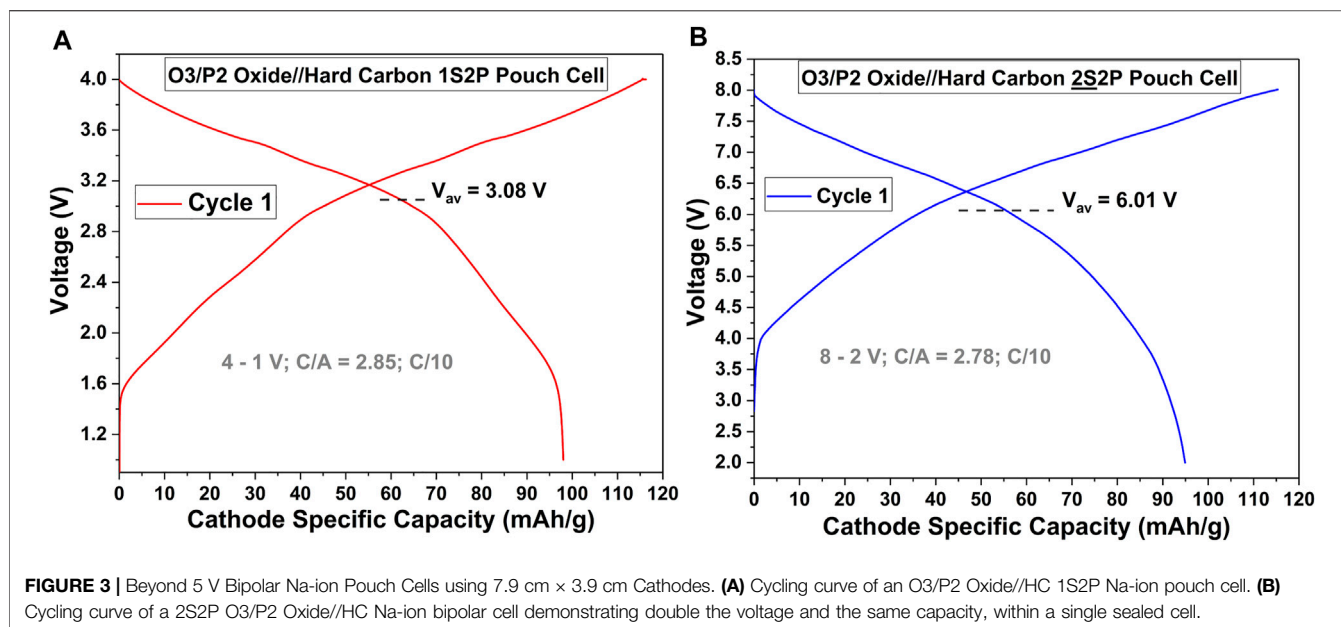 A
O3/P2 Oxide//Hard Carbon 1S2P Pouch Cell
Cycle 1
V_av = 3.08 V
4 - 1 V; C/A = 2.85; C/10
Voltage (V)
4.0
3.6
3.2
2.8
2.4
2.0
1.6
1.2
0 10 20 30 40 50 60 70 80 90 100 110 120
Cathode Specific Capacity (mAh/g)
B
O3/P2 Oxide//Hard Carbon 2S2P Pouch Cell
Cycle 1
V_av = 6.01 V
8 - 2 V; C/A = 2.78; C/10
Voltage (V)
8.5
8.0
7.5
7.0
6.5
6.0
5.5
5.0
4.5
4.0
3.5
3.0
2.5
2.0
0 10 20 30 40 50 60 70 80 90 100 110 120
Cathode Specific Capacity (mAh/g)
FIGURE 3 | Beyond 5 V Bipolar Na-ion Pouch Cells using 7.9 cm × 3.9 cm Cathodes. (A) Cycling curve of an O3/P2 Oxide//HC 1S2P Na-ion pouch cell. (B)
Cycling curve of a 2S2P O3/P2 Oxide//HC Na-ion bipolar cell demonstrating double the voltage and the same capacity, within a single sealed cell.